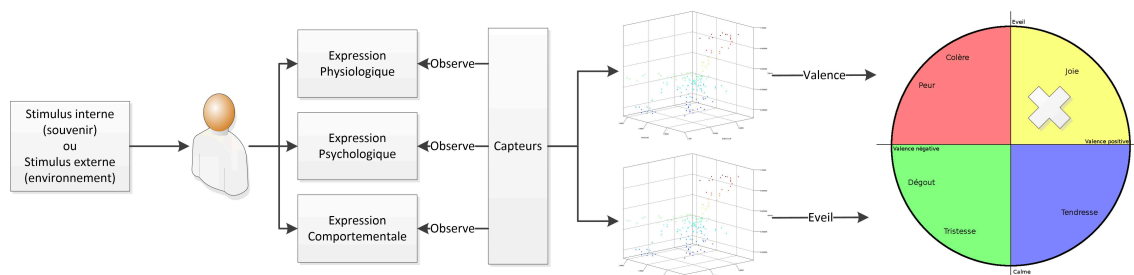 Stimulus interne
(souvenir)
ou
Stimulus externe
(environnement)
Expression
Physiologique
Expression
Psychologique
Expression
Comportementale
Observe
Observe
Observe
Capteurs
Valence
Eveil
Eveil
Colère
Peur
Joie
Valence négative
Valence positive
Dégout
Tristesse
Tendresse
Calme